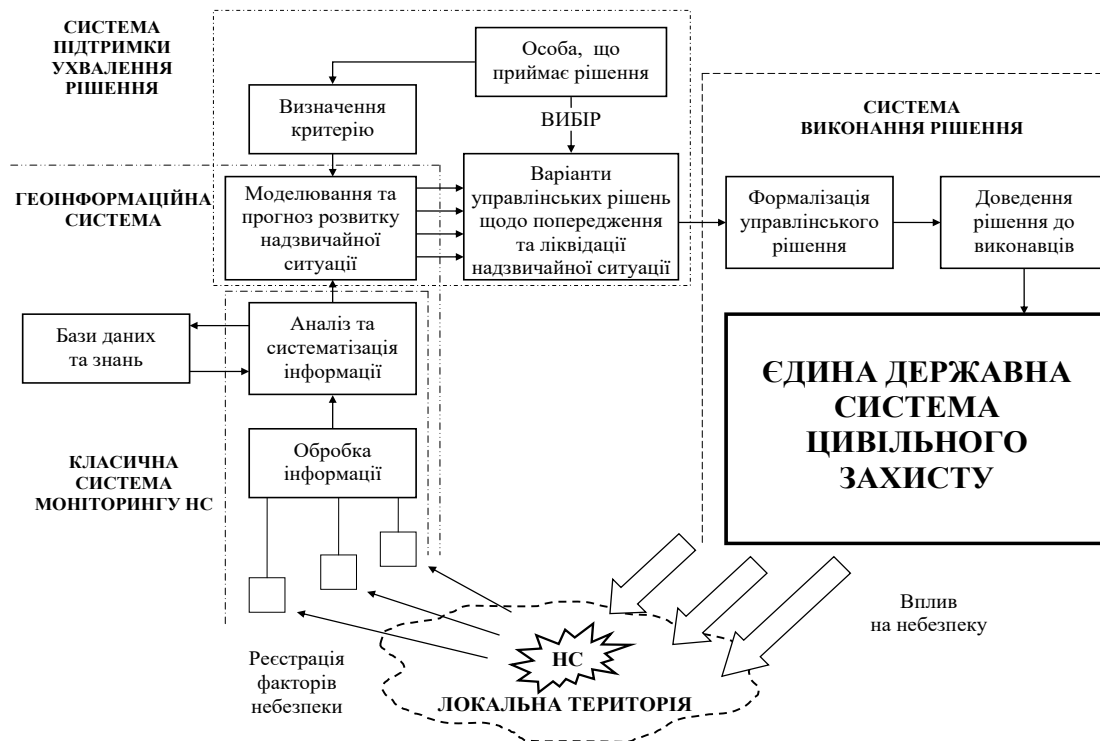 СИСТЕМА
ПІДТРИМКИ
УХВАЛЕННЯ
РІШЕННЯ
Особа, що
приймає рішення
Визначення
критерію
ВИБІР
СИСТЕМА
ВИКОНАННЯ РІШЕННЯ
ГЕОІНФОРМАЦІЙНА
СИСТЕМА
Моделювання та
прогноз розвитку
надзвичайної
ситуації
Варіанти
управлінських рішень
щодо попередження
та ліквідації
надзвичайної ситуації
Формалізація
управлінського
рішення
Доведення
рішення до
виконавців
Бази даних
та знань
Аналіз та
систематізація
інформації
ЄДИНА ДЕРЖАВНА
СИСТЕМА
ЦИВІЛЬНОГО
ЗАХИСТУ
КЛАСИЧНА
СИСТЕМА
МОНІТОРИНГУ НС
Обробка
інформації
Вплив
на небезпеку
Реєстрація
факторів
небезпеки
НС
ЛОКАЛЬНА ТЕРИТОРІЯ